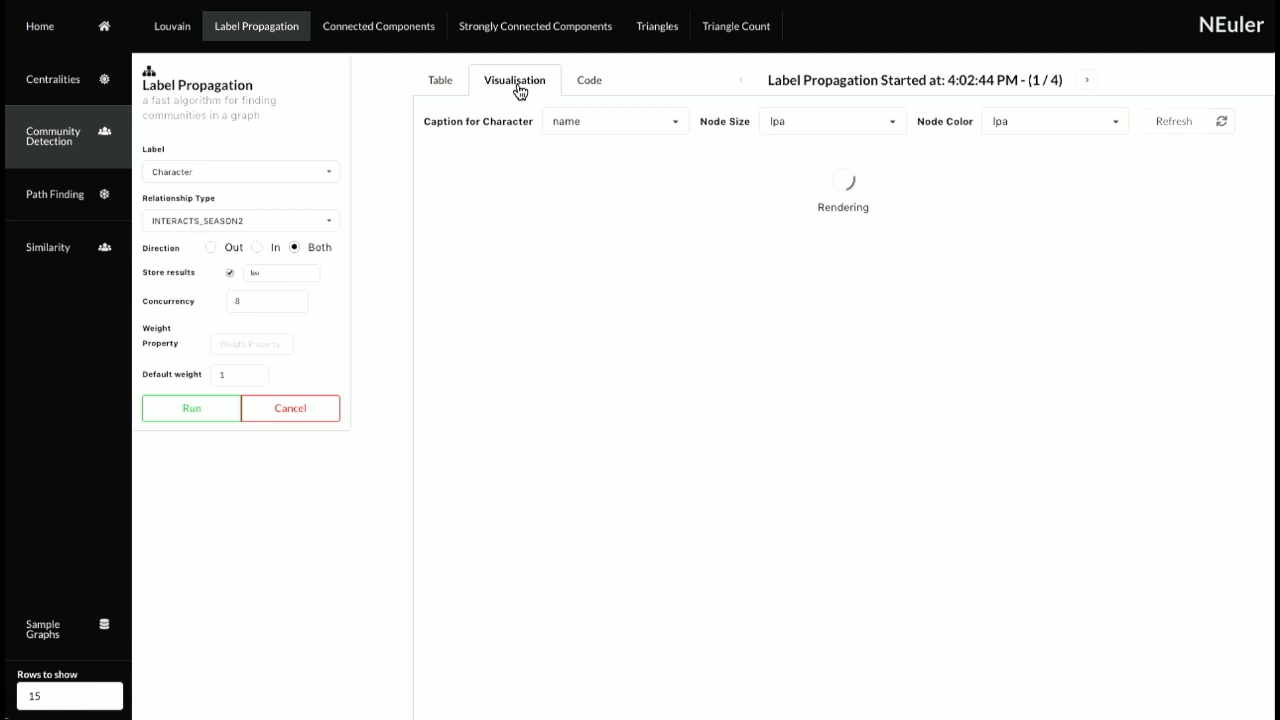 Home
Louvain
Label Propagation
Connected Components
Strongly Connected Components
Triangles
Triangle Count
NEuler
Centralities
Community
Detection
Path Finding
Similarity
Sample
Graphs
Rows to show
15
Label Propagation
a fast algorithm for finding
communities in a graph
Label
Character
Relationship Type
INTERACTS_SEASON2
Direction
Out
In
Both
Store results
lpa
Concurrency
8
Weight
Property
Weight Property
Default weight
1
Run
Cancel
Table
Visualisation
Code
Label Propagation Started at: 4:02:44 PM - (1 / 4)
Caption for Character
name
Node Size
lpa
Node Color
lpa
Refresh
Rendering